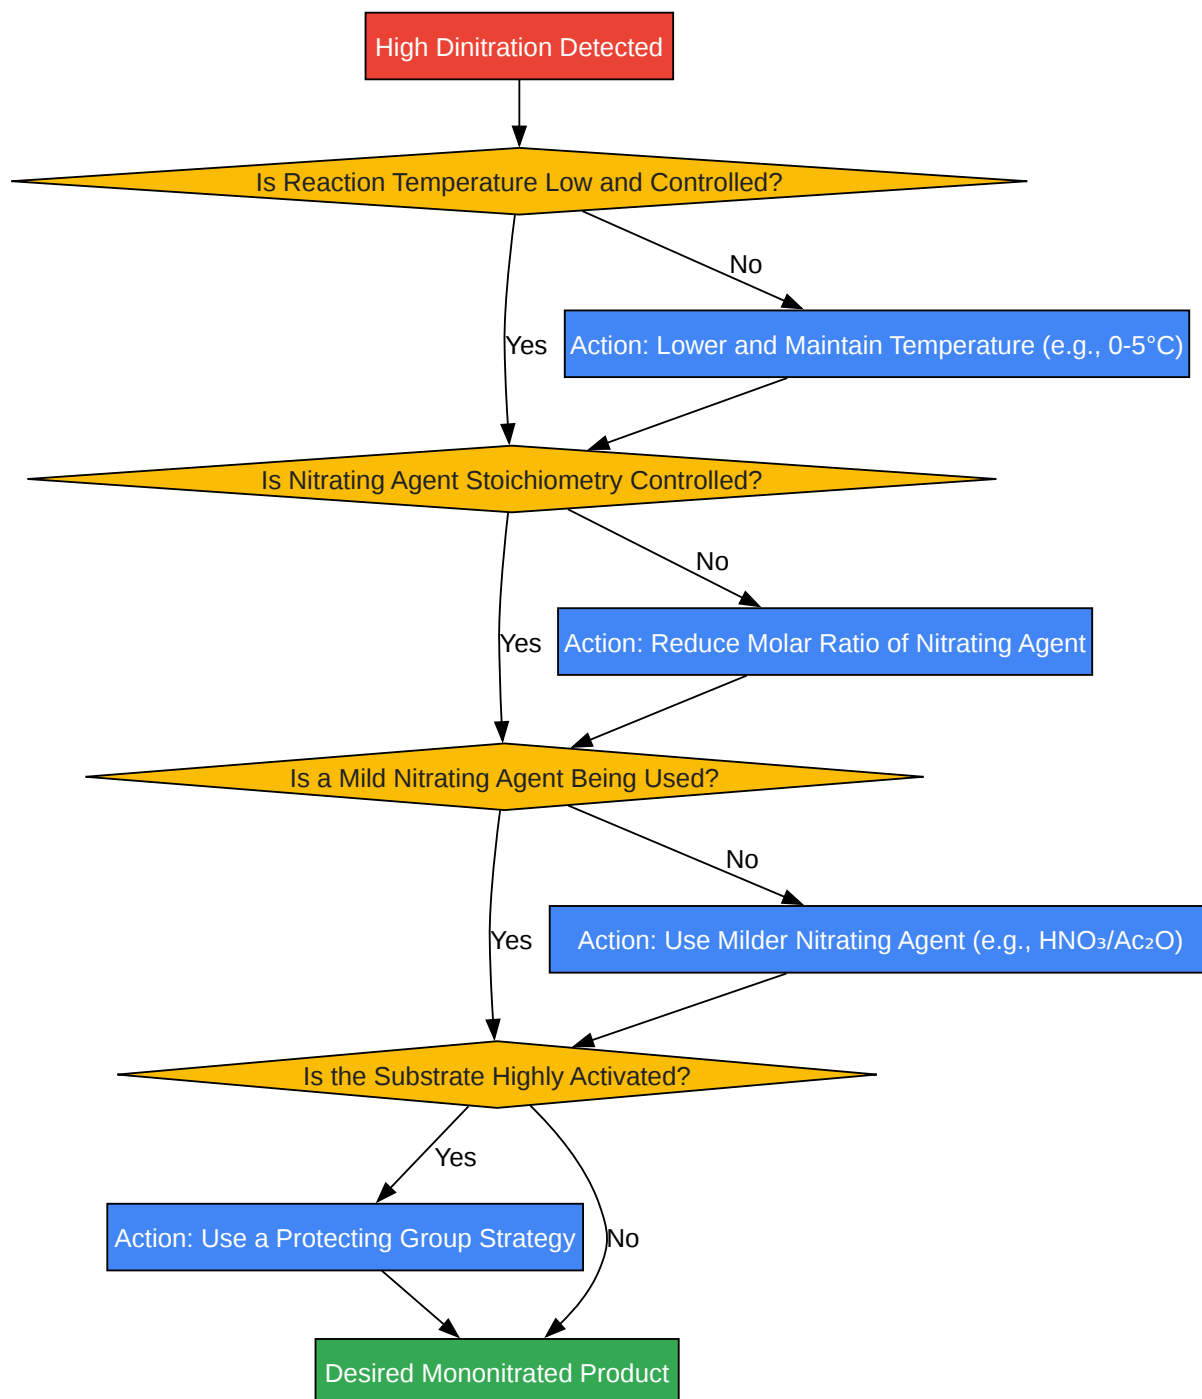 High Dinitration Detected
Is Reaction Temperature Low and Controlled?
No
Yes
Action: Lower and Maintain Temperature (e.g., 0-5°C)
Is Nitrating Agent Stoichiometry Controlled?
No
Yes
Action: Reduce Molar Ratio of Nitrating Agent
Is a Mild Nitrating Agent Being Used?
No
Yes
Action: Use Milder Nitrating Agent (e.g., HNO₃/Ac₂O)
Is the Substrate Highly Activated?
Yes
Action: Use a Protecting Group Strategy
No
Desired Mononitrated Product